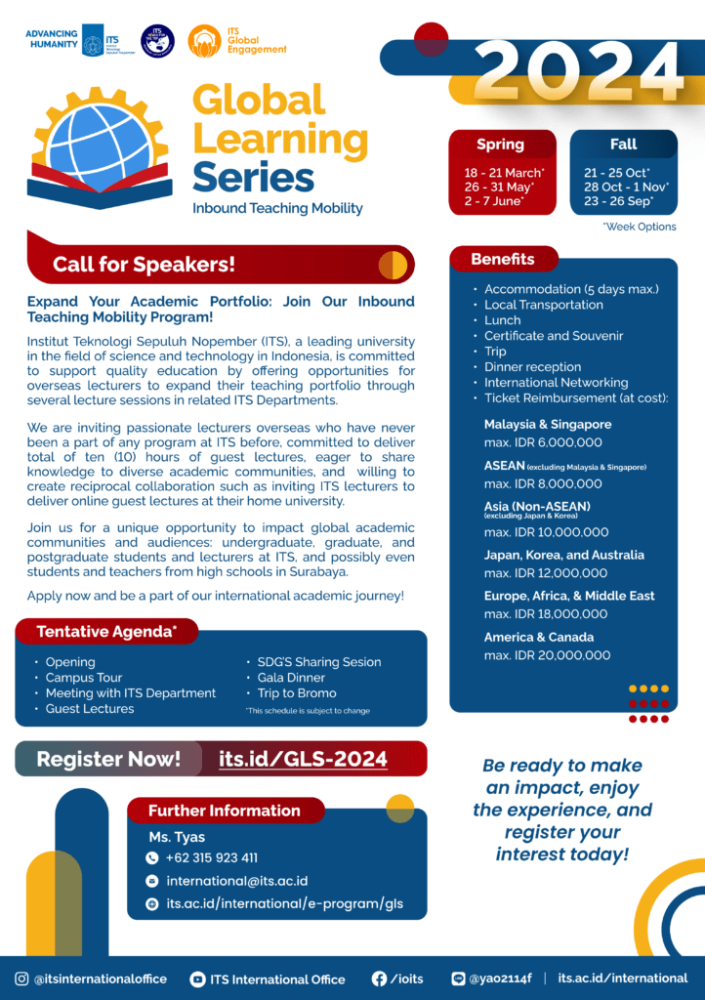 ADVANCING
HUMANITY
ITS
Institut
Teknologi
Sepuluh Nopember
ITS
ITS
Global
Engagement
2024
Global
Learning
Series
Inbound Teaching Mobility
Spring
18 - 21 March*
26 - 31 May*
2 - 7 June*
Fall
21 - 25 Oct*
28 Oct - 1 Nov*
23 - 26 Sep*
*Week Options
Call for Speakers!
Expand Your Academic Portfolio: Join Our Inbound
Teaching Mobility Program!
Institut Teknologi Sepuluh Nopember (ITS), a leading university
in the field of science and technology in Indonesia, is committed
to support quality education by offering opportunities for
overseas lecturers to expand their teaching portfolio through
several lecture sessions in related ITS Departments.
We are inviting passionate lecturers overseas who have never
been a part of any program at ITS before, committed to deliver
total of ten (10) hours of guest lectures, eager to share
knowledge to diverse academic communities, and willing to
create reciprocal collaboration such as inviting ITS lecturers to
deliver online guest lectures at their home university.
Join us for a unique opportunity to impact global academic
communities and audiences: undergraduate, graduate, and
postgraduate students and lecturers at ITS, and possibly even
students and teachers from high schools in Surabaya.
Apply now and be a part of our international academic journey!
Benefits
• Accommodation (5 days max.)
• Local Transportation
• Lunch
• Certificate and Souvenir
• Trip
• Dinner reception
• International Networking
• Ticket Reimbursement (at cost):
Malaysia & Singapore
max. IDR 6,000,000
ASEAN (excluding Malaysia & Singapore)
max. IDR 8,000,000
Asia (Non-ASEAN)
(excluding Japan & Korea)
max. IDR 10,000,000
Japan, Korea, and Australia
max. IDR 12,000,000
Europe, Africa, & Middle East
max. IDR 18,000,000
America & Canada
max. IDR 20,000,000
Tentative Agenda*
• Opening
• Campus Tour
• Meeting with ITS Department
• Guest Lectures
• SDG'S Sharing Sesion
• Gala Dinner
• Trip to Bromo
*This schedule is subject to change
Register Now! its.id/GLS-2024
Be ready to make
an impact, enjoy
the experience, and
register your
interest today!
Further Information
Ms. Tyas
+62 315 923 411
international@its.ac.id
its.ac.id/international/e-program/gls
@itsinternationaloffice ITS International Office /ioits @yao2114f | its.ac.id/international